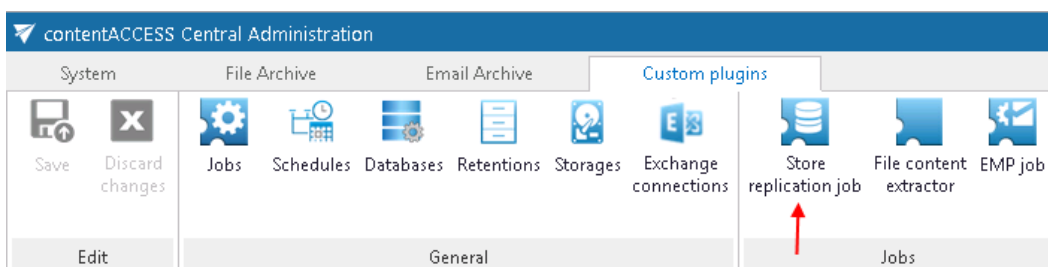 contentACCESS Central Administration
System File Archive Email Archive Custom plugins
Save Discard changes Jobs Schedules Databases Retentions Storages Exchange connections Store replication job File content extractor EMP job
Edit General Jobs